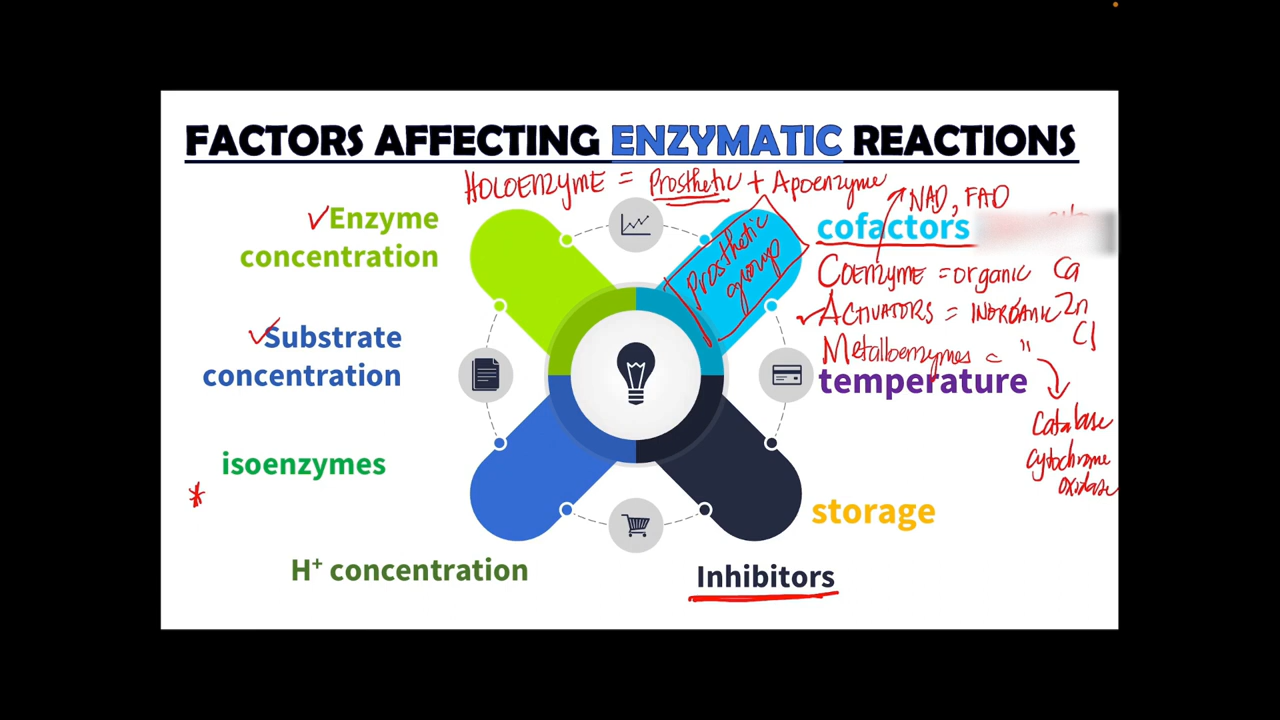 FACTORS AFFECTING ENZYMATIC REACTIONS
HOLOENZYME = Prosthetic + Apoenzyme
NAD, FAD
Enzyme
concentration
Substrate
concentration
isoenzymes
*
H⁺ concentration
Prosthetic
group
cofactors
COENZYME = organic Ca
ACTIVATORS = INORGANIC Zn
Cl
Metalloenzymes = "
temperature
Catalase
cytochrome
oxidase
storage
Inhibitors